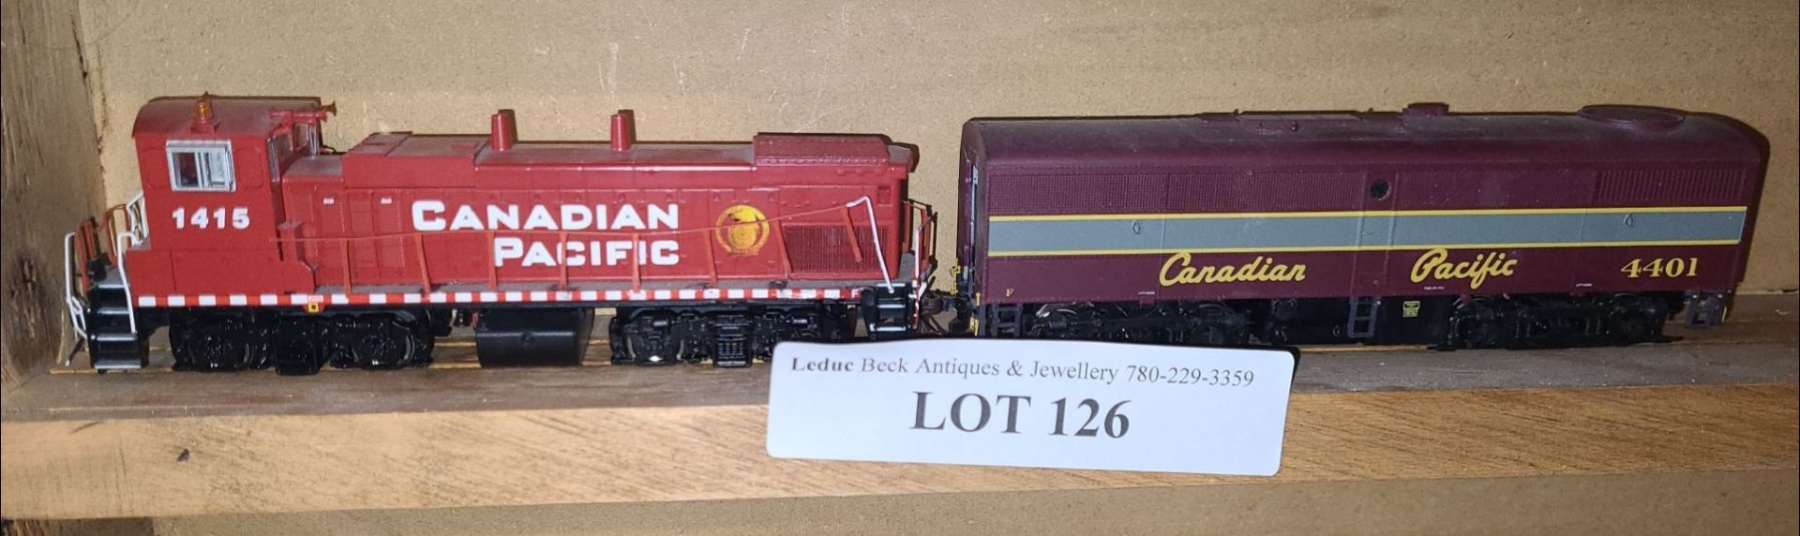 1415
CANADIAN
PACIFIC
Canadian Pacific 4401
F
Leduc Beck Antiques & Jewellery 780-229-3359
LOT 126